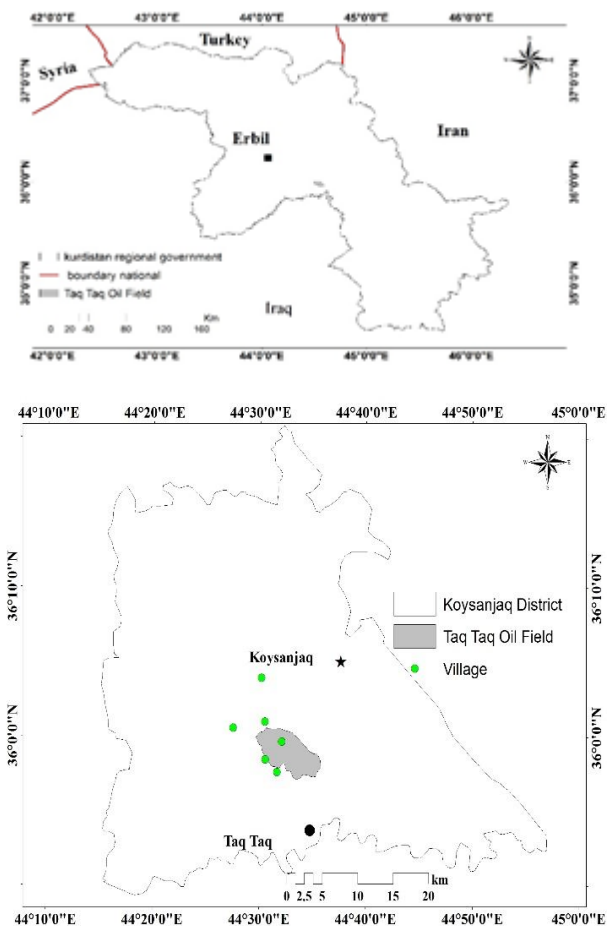 42°0'0"E 43°0'0"E 44°0'0"E 45°0'0"E 46°0'0"E
Turkey
Syria
Iran
Erbil
37°0'0"N
37°0'0"N
36°0'0"N
36°0'0"N
35°0'0"N
35°0'0"N
kurdistan regional government
boundary national
Taq Taq Oil Field
Iraq
Km
0 20 40 80 120 160
42°0'0"E 43°0'0"E 44°0'0"E 45°0'0"E 46°0'0"E
44°10'0"E 44°20'0"E 44°30'0"E 44°40'0"E 44°50'0"E 45°0'0"E
N
W E
S
36°10'0"N
36°10'0"N
Koysanjaq District
Taq Taq Oil Field
Village
Koysanjaq
36°0'0"N
36°0'0"N
Taq Taq
km
0 2.5 5 10 15 20
44°10'0"E 44°20'0"E 44°30'0"E 44°40'0"E 44°50'0"E 45°0'0"E